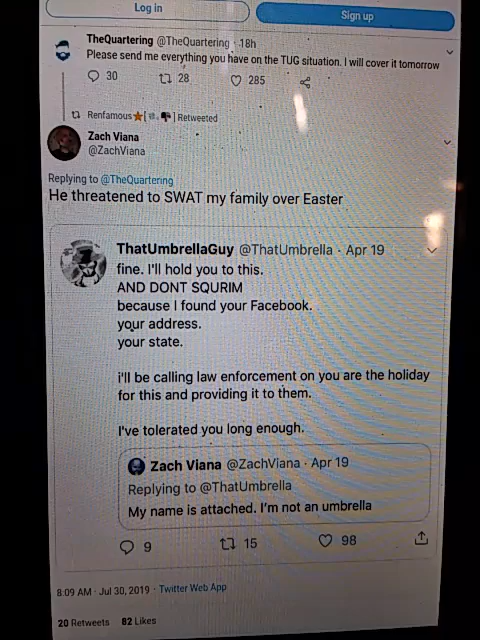 Log in
Sign up
TheQuartering @TheQuartering · 18h
Please send me everything you have on the TUG situation. I will cover it tomorrow
30 28 285
Renfamous Retweeted
Zach Viana
@ZachViana
Replying to @TheQuartering
He threatened to SWAT my family over Easter
ThatUmbrellaGuy @ThatUmbrella · Apr 19
fine. I'll hold you to this.
AND DONT SQURIM
because I found your Facebook.
your address.
your state.
i'll be calling law enforcement on you are the holiday
for this and providing it to them.
I've tolerated you long enough.
Zach Viana @ZachViana · Apr 19
Replying to @ThatUmbrella
My name is attached. I'm not an umbrella
9 15 98
8:09 AM · Jul 30, 2019 · Twitter Web App
20 Retweets 82 Likes